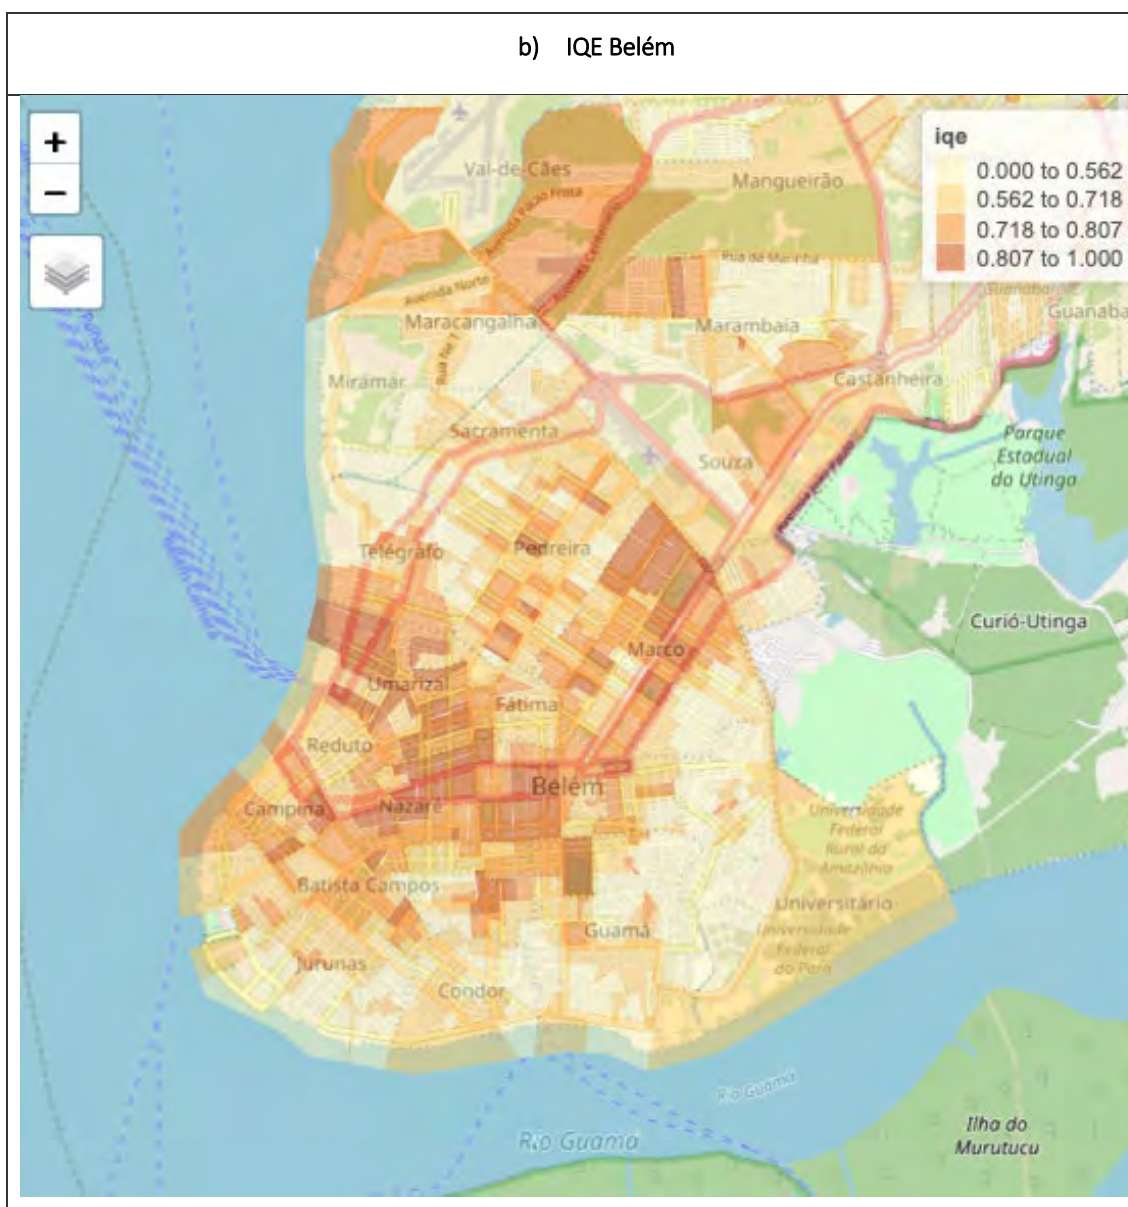 b) IQE Belém
+
−
iqe
0.000 to 0.562
0.562 to 0.718
0.718 to 0.807
0.807 to 1.000
Val-de-Cães
Mangueirão
Avenida Norte
Rua da Marinha
Maracangalha
Marambaia
Guanaba
Miramar
Castanheira
Sacramenta
Souza
Parque
Estadual
do Utinga
Telégrafo
Pedreira
Curió-Utinga
Marco
Umarizal
Fátima
Reduto
Belém
Campina
Nazaré
Universidade
Federal
Rural da
Amazônia
Batista Campos
Universitário
Guamá
Universidade
Federal
do Pará
Jurunas
Condor
Rio Guamá
Rio Guamá
Ilha do
Murutucu